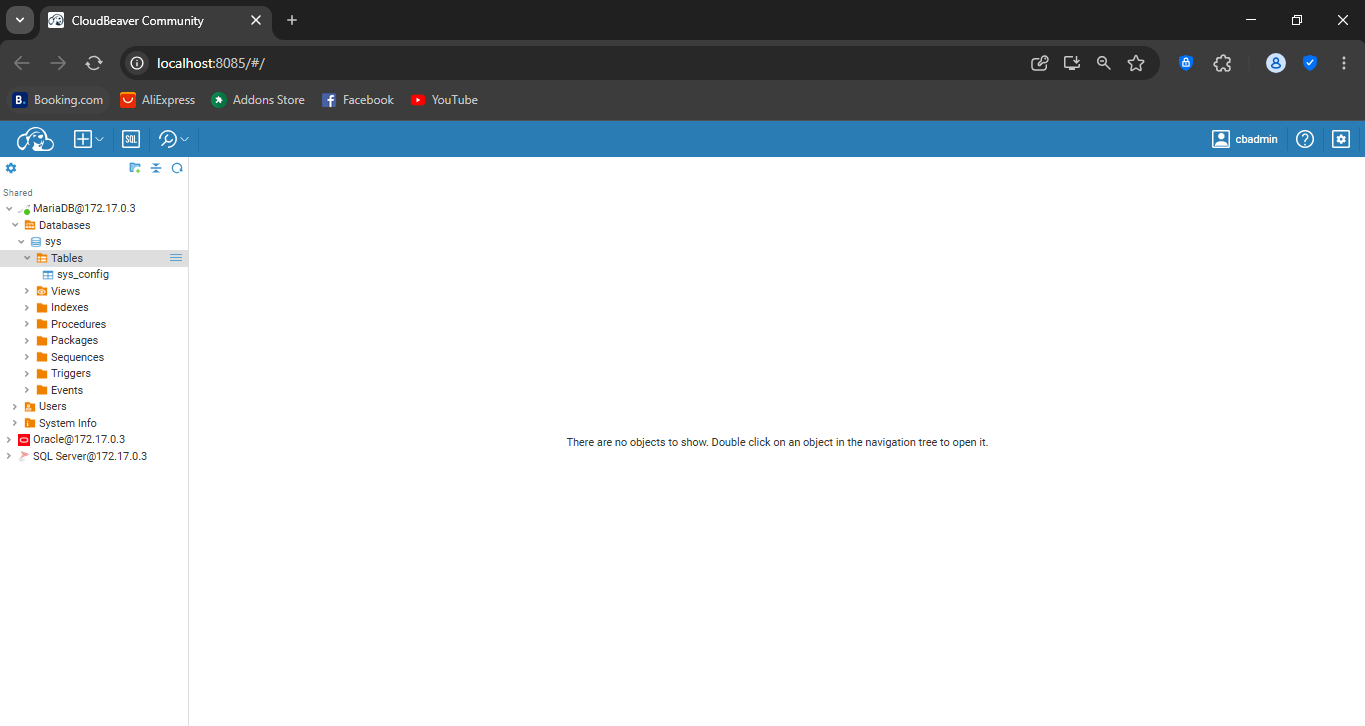 CloudBeaver Community
localhost:8085/#/
B. Booking.com AliExpress Addons Store Facebook YouTube
SQL cbadmin
Shared
MariaDB@172.17.0.3
Databases
sys
Tables
sys_config
Views
Indexes
Procedures
Packages
Sequences
Triggers
Events
Users
System Info
Oracle@172.17.0.3
SQL Server@172.17.0.3
There are no objects to show. Double click on an object in the navigation tree to open it.